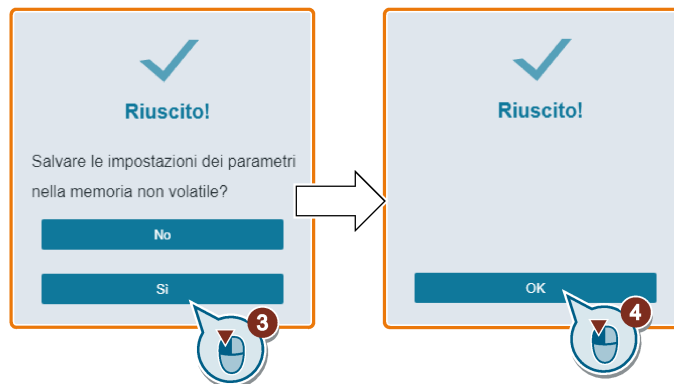 Riuscito!
Salvare le impostazioni dei parametri
nella memoria non volatile?
No
Sì
3
Riuscito!
OK
4